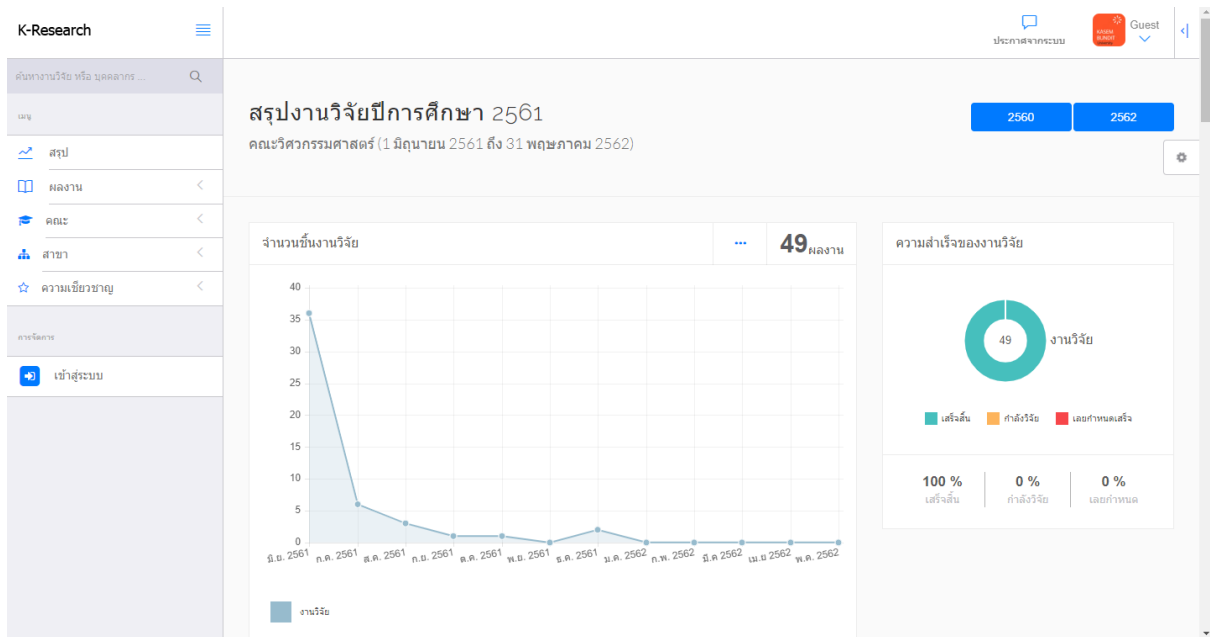 K-Research
ประกาศจากระบบ
KASEM
BUNDIT
Guest
ค้นหางานวิจัย หรือ บุคคลากร ...
เมนู
สรุป
ผลงาน
คณะ
สาขา
ความเชี่ยวชาญ
การจัดการ
เข้าสู่ระบบ
สรุปงานวิจัยปีการศึกษา 2561
คณะวิศวกรรมศาสตร์ (1 มิถุนายน 2561 ถึง 31 พฤษภาคม 2562)
2560 2562
จำนวนชิ้นงานวิจัย
49 ผลงาน
40
35
30
25
20
15
10
5
0
มิ.ย. 2561 ก.ค. 2561 ส.ค. 2561 ก.ย. 2561 ต.ค. 2561 พ.ย. 2561 ธ.ค. 2561 ม.ค. 2562 ก.พ. 2562 มี.ค 2562 เม.ย 2562 พ.ค. 2562
งานวิจัย
ความสำเร็จของงานวิจัย
49 งานวิจัย
เสร็จสิ้น กำลังวิจัย เลยกำหนดเสร็จ
100 % 0 % 0 %
เสร็จสิ้น กำลังวิจัย เลยกำหนด